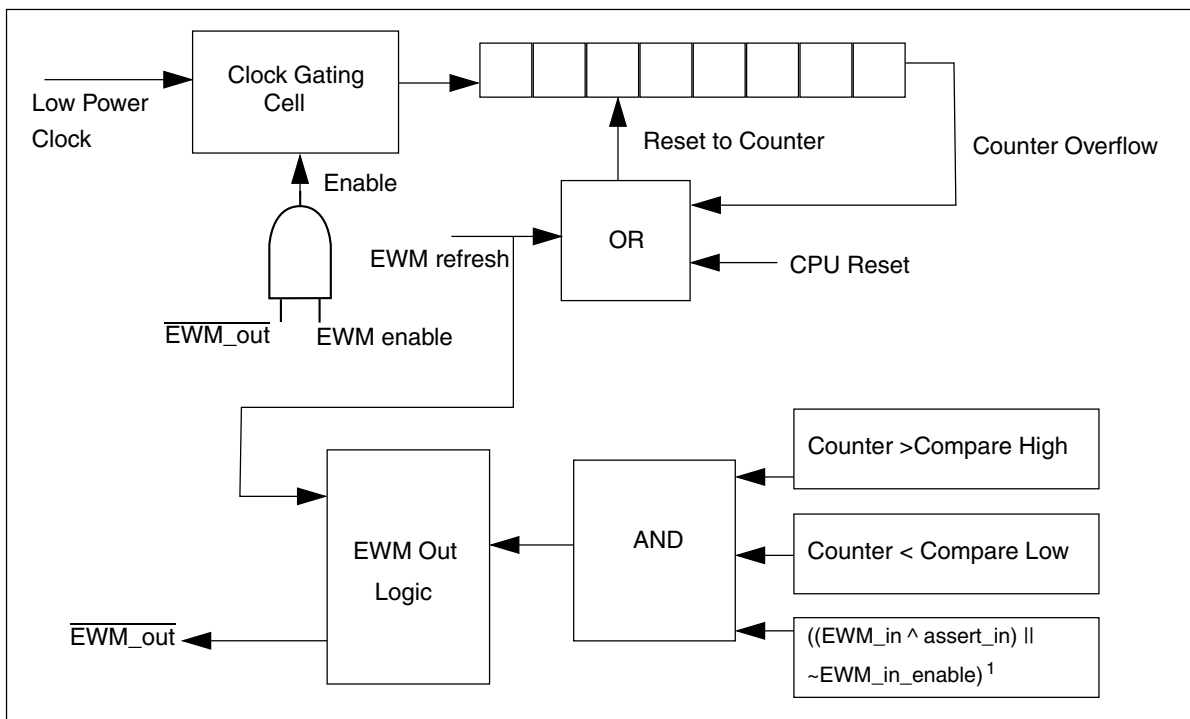 Low Power
Clock
Clock Gating
Cell
Enable
Reset to Counter
Counter Overflow
EWM refresh
OR
CPU Reset
EWM_out
EWM enable
Counter >Compare High
EWM Out
Logic
AND
Counter < Compare Low
EWM_out
((EWM_in ^ assert_in) ||
~EWM_in_enable) 1